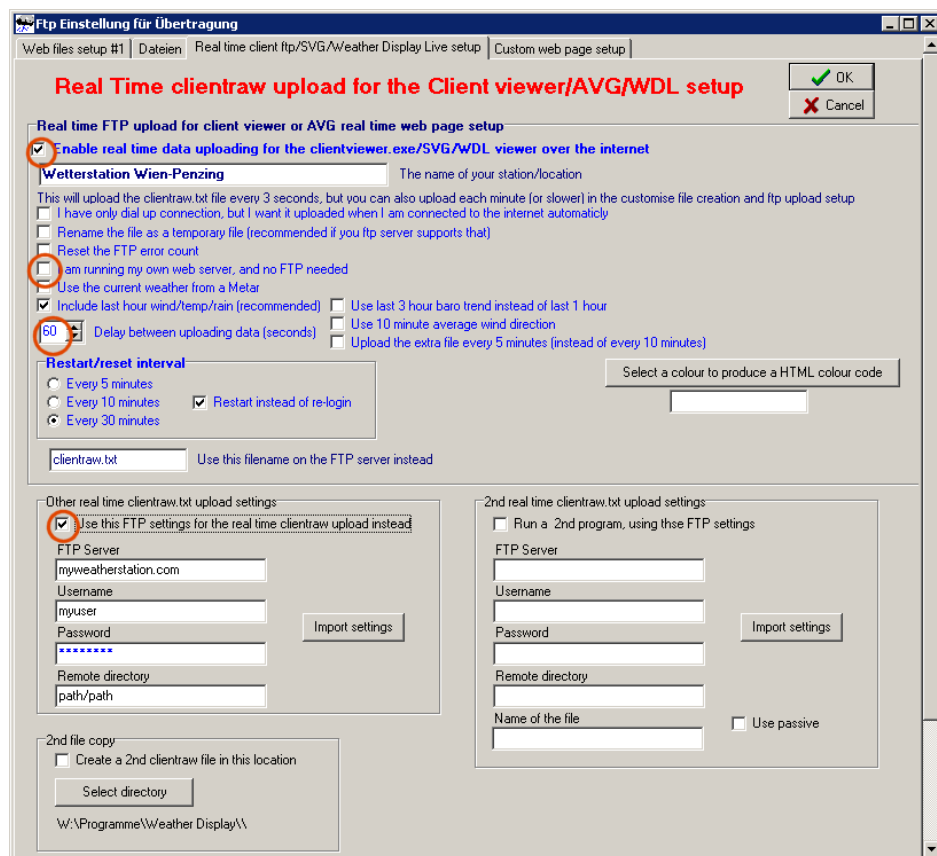 Ftp Einstellung für Übertragung
Web files setup #1
Dateien
Real time client ftp/SVG/Weather Display Live setup
Custom web page setup
Real Time clientraw upload for the Client viewer/AVG/WDL setup
OK
Cancel
Real time FTP upload for client viewer or AVG real time web page setup
Enable real time data uploading for the clientviewer.exe/SVG/WDL viewer over the internet
Wetterstation Wien-Penzing
The name of your station/location
This will upload the clientraw.txt file every 3 seconds, but you can also upload each minute (or slower) in the customise file creation and ftp upload setup
I have only dial up connection, but I want it uploaded when I am connected to the internet automaticly
Rename the file as a temporary file (recommended if you ftp server supports that)
Reset the FTP error count
I am running my own web server, and no FTP needed
Use the current weather from a Metar
Include last hour wind/temp/rain (recommended)
Use last 3 hour baro trend instead of last 1 hour
Use 10 minute average wind direction
60
Delay between uploading data (seconds)
Upload the extra file every 5 minutes (instead of every 10 minutes)
Restart/reset interval
Every 5 minutes
Every 10 minutes
Restart instead of re-login
Every 30 minutes
Select a colour to produce a HTML colour code
clientraw.txt
Use this filename on the FTP server instead
Other real time clientraw.txt upload settings
Use this FTP settings for the real time clientraw upload instead
FTP Server
myweatherstation.com
Username
myuser
Import settings
Password
********
Remote directory
path/path
2nd real time clientraw.txt upload settings
Run a 2nd program, using thse FTP settings
FTP Server
Username
Import settings
Password
Remote directory
Name of the file
Use passive
2nd file copy
Create a 2nd clientraw file in this location
Select directory
W:\Programme\Weather Display\\